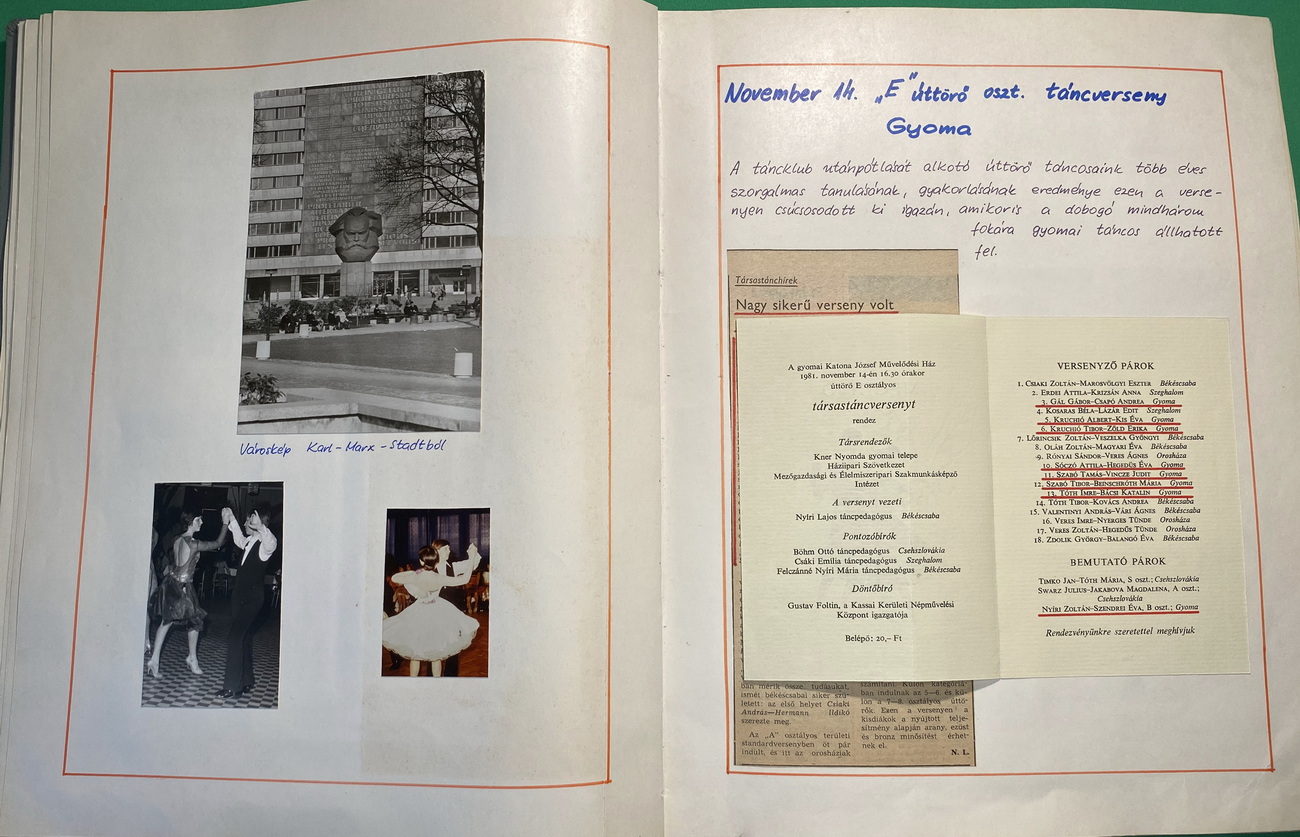 Városkép Karl-Marx-Stadtból
November 14. „E" úttörő oszt. táncverseny
Gyoma
A táncklub utánpótlását alkotó úttörő táncosaink több éves
szorgalmas tanulásának, gyakorlásának eredménye ezen a verse-
nyen csúcsosodott ki igazán, amikoris a dobogó mindhárom
fokára gyomai táncos állhatott
fel.
Társastánchírek
Nagy sikerű verseny volt
A gyomai Katona József Művelődési Ház
1981. november 14-én 16.30 órakor
úttörő E osztályos
társastáncversenyt
rendez
Társrendezők
Kner Nyomda gyomai telepe
Háziipari Szövetkezet
Mezőgazdasági és Élelmiszeripari Szakmunkásképző
Intézet
A versenyt vezeti
Nyíri Lajos táncpedagógus Békéscsaba
Pontozóbírók
Böhm Ottó táncpedagógus Csehszlovákia
Csáki Emília táncpedagógus Szeghalom
Felczánné Nyíri Mária táncpedagógus Békéscsaba
Döntőbíró
Gustav Foltin, a Kassai Kerületi Népművelési
Központ igazgatója
Belépő: 20,– Ft
VERSENYZŐ PÁROK
1. CSIAKI ZOLTÁN–MAROSVÖLGYI ESZTER Békéscsaba
2. ERDEI ATTILA–KRIZSÁN ANNA Szeghalom
3. GÁL GÁBOR–CSAPÓ ANDREA Gyoma
4. KOSARAS BÉLA–LÁZÁR EDIT Szeghalom
5. KRUCHIÓ ALBERT–KIS ÉVA Gyoma
6. KRUCHIÓ TIBOR–ZÖLD ERIKA Gyoma
7. LŐRINCSIK ZOLTÁN–VESZELKA GYÖNGYI Békéscsaba
8. OLÁH ZOLTÁN–MAGYARI ÉVA Békéscsaba
9. RÓNYAI SÁNDOR–VERES ÁGNES Orosháza
10. SÓCZÓ ATTILA–HEGEDŰS ÉVA Gyoma
11. SZABÓ TAMÁS–VINCZE JUDIT Gyoma
12. SZABÓ TIBOR–BEINSCHRÓTH MÁRIA Gyoma
13. TÓTH IMRE–BÁCSI KATALIN Gyoma
14. TÓTH TIBOR–KOVÁCS ANDREA Békéscsaba
15. VALENTINYI ANDRÁS–VÁRI ÁGNES Békéscsaba
16. VERES IMRE–NYERGES TÜNDE Orosháza
17. VERES ZOLTÁN–HEGEDŰS TÜNDE Orosháza
18. ZDOLIK GYÖRGY–BALANGÓ ÉVA Békéscsaba
BEMUTATÓ PÁROK
TIMKO JAN–TÓTH MÁRIA, S oszt.; Csehszlovákia
SWARZ JULIUS–JAKABOVA MAGDALENA, A oszt.;
Csehszlovákia
NYÍRI ZOLTÁN–SZENDREI ÉVA, B oszt.; Gyoma
Rendezvényünkre szeretettel meghívjuk
ban mérik össze tudásukat,
ismét békéscsabai siker szü-
letett: az első helyet Csiaki
András–Hermann Ildikó
szerezte meg.
Az „A" osztályos területi
standardversenyben öt pár
indult, és itt az orosháziak
számítani. Külön kategóriá-
ban indulnak az 5–6. és kü-
lön a 7–8. osztályos úttö-
rők. Ezen a versenyen a
kisdiákok a nyújtott telje-
sítmény alapján arany, ezüst
és bronz minősítést érhet-
nek el.
N. L.